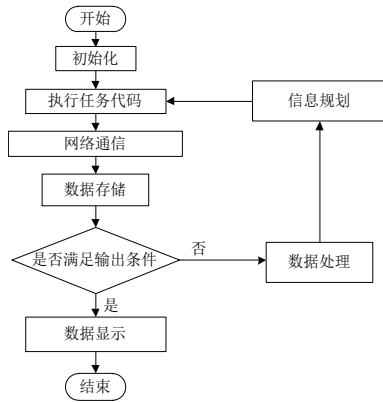 开始
初始化
执行任务代码
信息规划
网络通信
数据存储
是否满足输出条件
否
数据处理
是
数据显示
结束